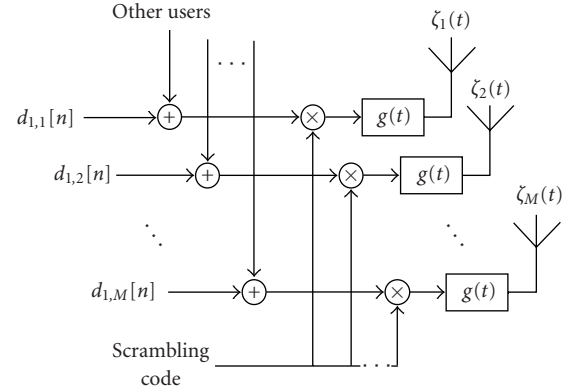 Other users
ζ1(t)
ζ2(t)
ζM(t)
d1,1[n]
+
×
g(t)
d1,2[n]
+
×
g(t)
d1,M[n]
+
×
g(t)
Scrambling
code